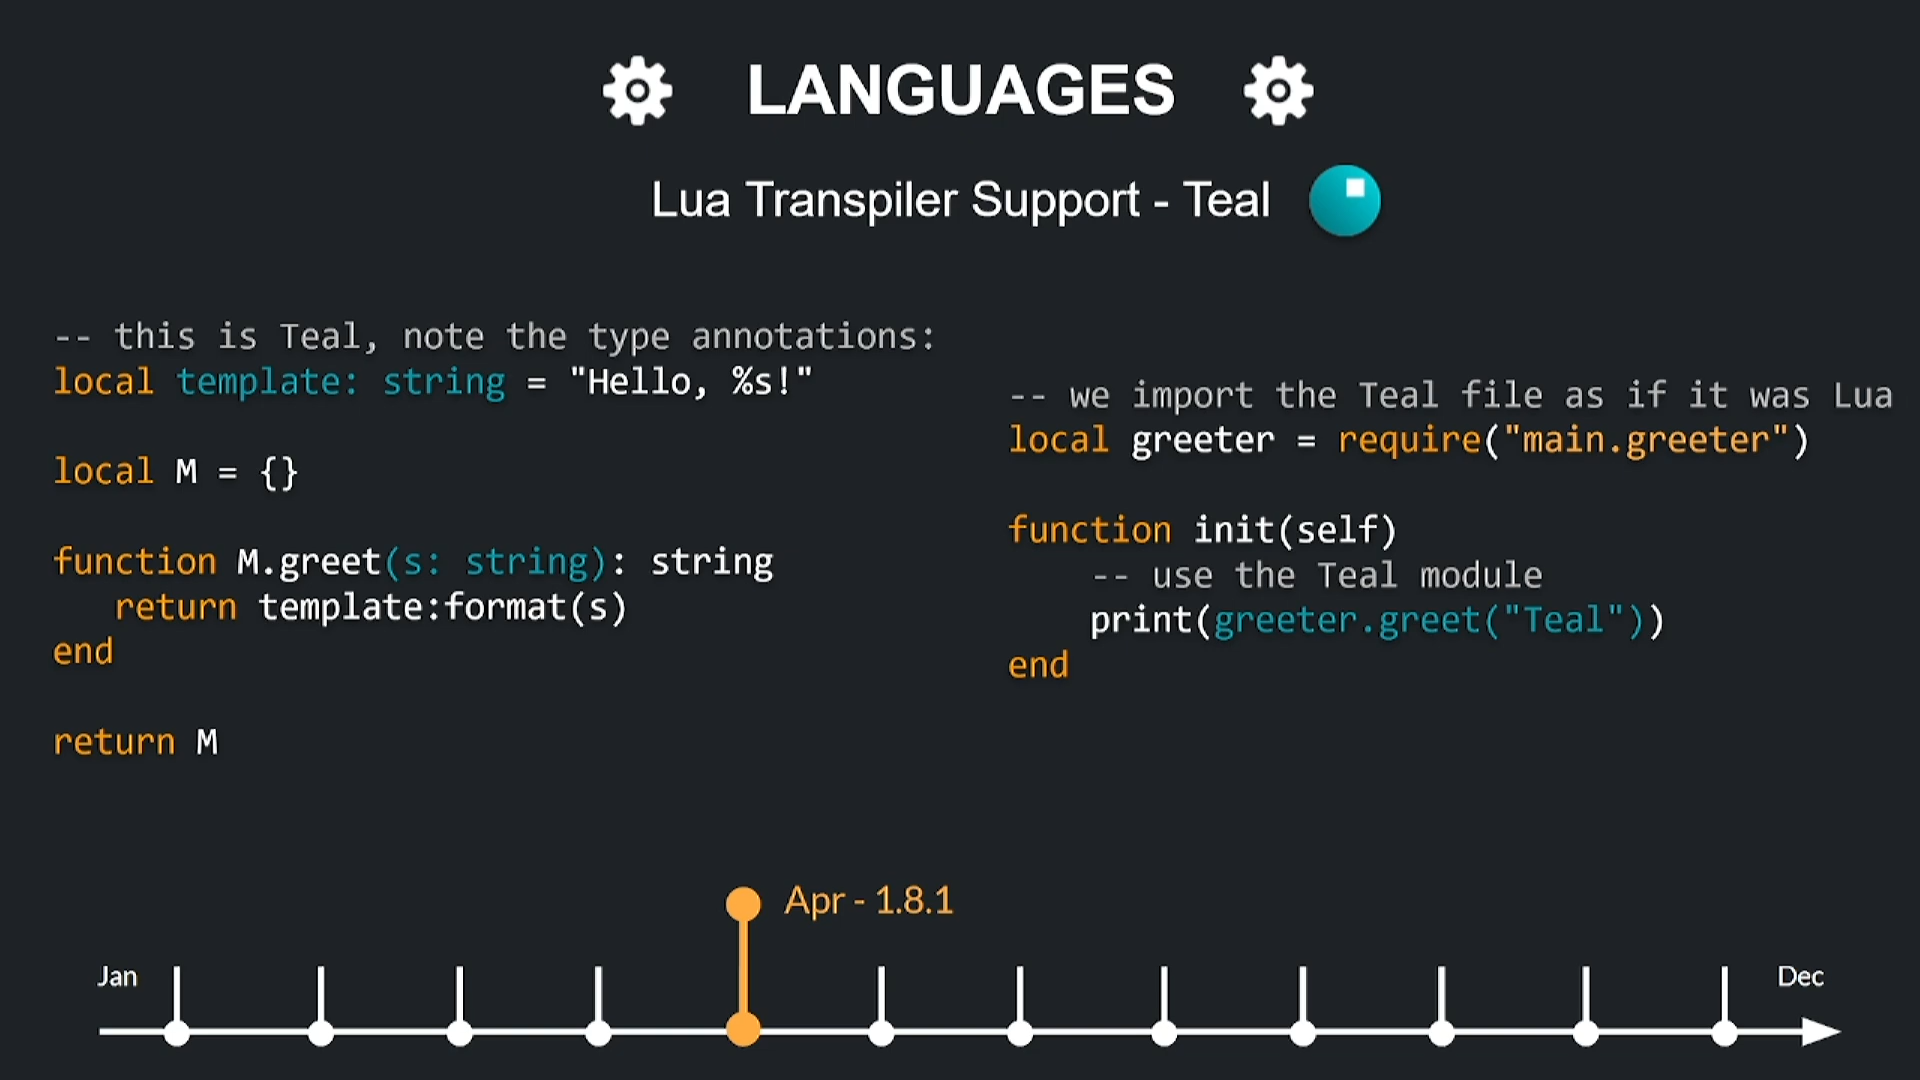 LANGUAGES
Lua Transpiler Support - Teal
-- this is Teal, note the type annotations:
local template: string = "Hello, %s!"
local M = {}
function M.greet(s: string): string
   return template:format(s)
end
return M
-- we import the Teal file as if it was Lua
local greeter = require("main.greeter")
function init(self)
    -- use the Teal module
    print(greeter.greet("Teal"))
end
Apr - 1.8.1
Jan
Dec